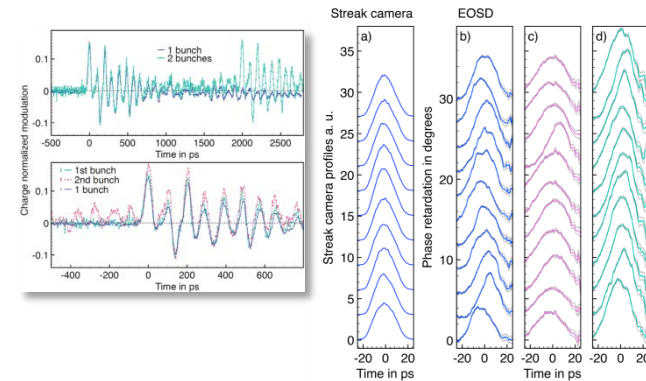 1 bunch
2 bunches
0.1
0
-0.1
-500 0 500 1000 1500 2000 2500
Time in ps
Charge normalized modulation
1st bunch
2nd bunch
1 bunch
0.1
0
-0.1
-400 -200 0 200 400 600
Time in ps
Streak camera
EOSD
a)
b)
c)
d)
35
30
25
20
15
10
5
0
Streak camera profiles a. u.
30
20
10
0
Phase retardation in degrees
-20 0 20
-20 0 20
-20 0 20
-20 0 20
Time in ps
Time in ps